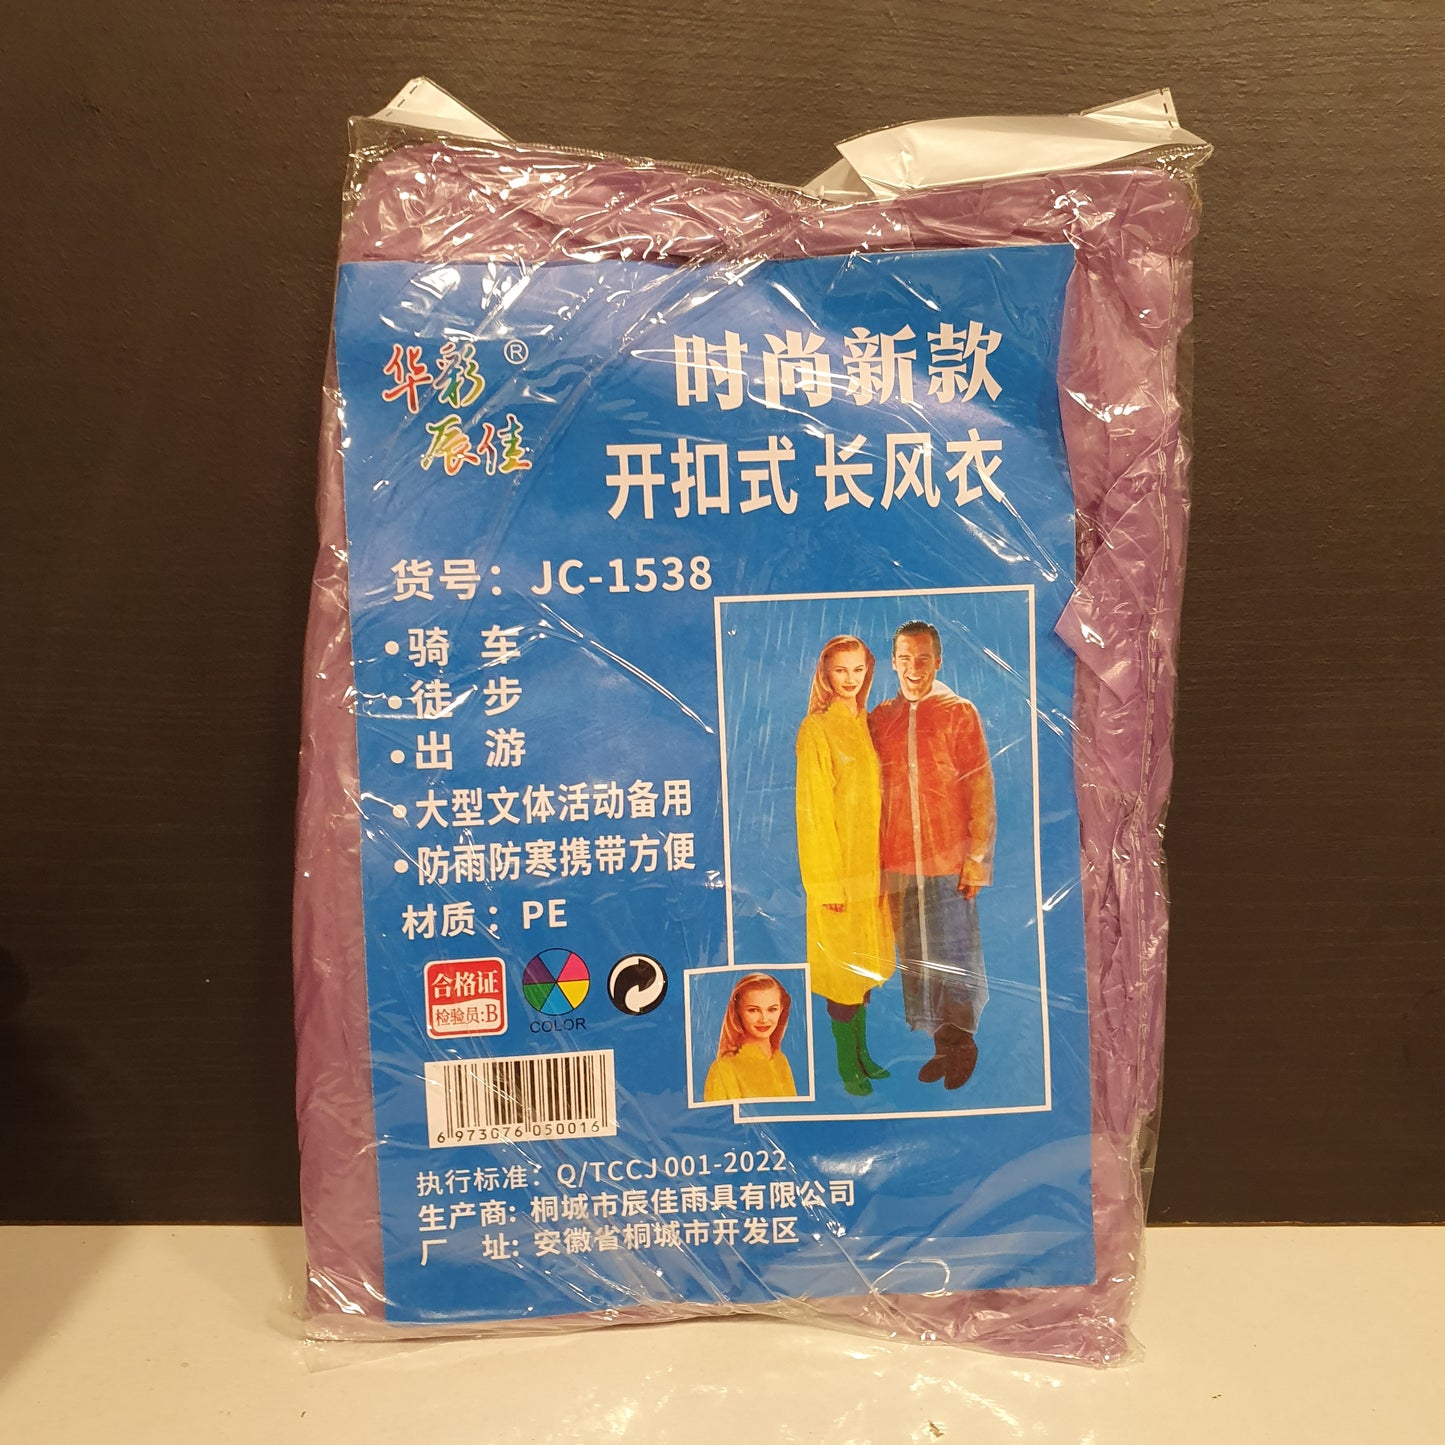 华彩®
辰佳
时尚新款
开扣式 长风衣
货号：JC-1538
•骑 车
•徒 步
•出 游
•大型文体活动备用
•防雨防寒携带方便
材质：PE
合格证
检验员:B
COLOR
6 973076 050016
执行标准：Q/TCCJ 001-2022
生产商：桐城市辰佳雨具有限公司
厂 址：安徽省桐城市开发区